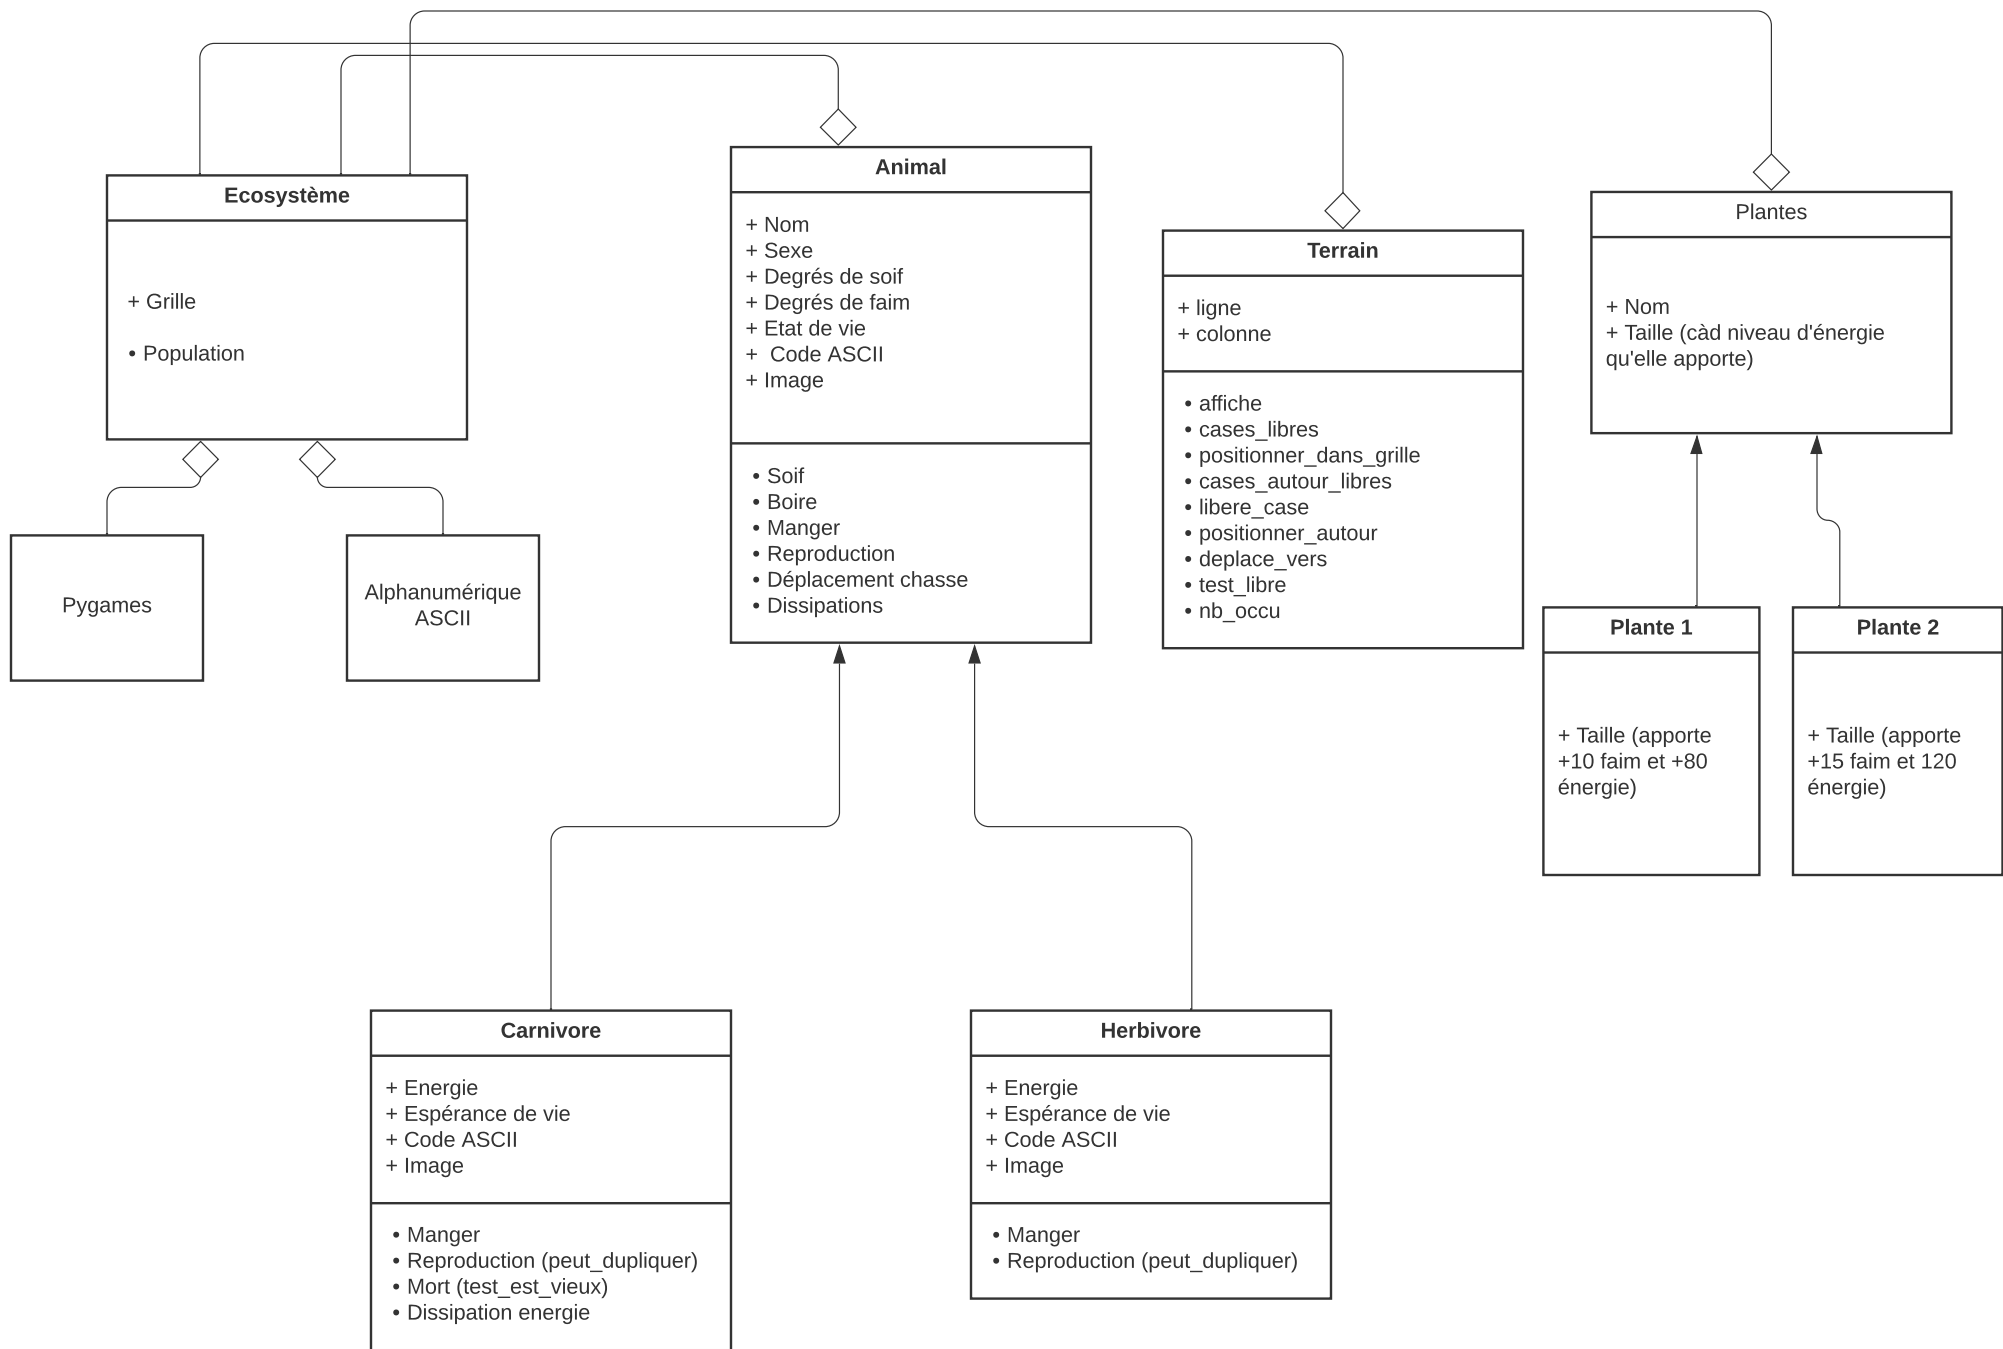 Ecosystème
+ Grille
• Population
Pygames
Alphanumérique
ASCII
Animal
+ Nom
+ Sexe
+ Degrés de soif
+ Degrés de faim
+ Etat de vie
+  Code ASCII
+ Image
• Soif
• Boire
• Manger
• Reproduction
• Déplacement chasse
• Dissipations
Terrain
+ ligne
+ colonne
• affiche
• cases_libres
• positionner_dans_grille
• cases_autour_libres
• libere_case
• positionner_autour
• deplace_vers
• test_libre
• nb_occu
Plantes
+ Nom
+ Taille (càd niveau d'énergie
qu'elle apporte)
Plante 1
+ Taille (apporte
+10 faim et +80
énergie)
Plante 2
+ Taille (apporte
+15 faim et 120
énergie)
Carnivore
+ Energie
+ Espérance de vie
+ Code ASCII
+ Image
• Manger
• Reproduction (peut_dupliquer)
• Mort (test_est_vieux)
• Dissipation energie
Herbivore
+ Energie
+ Espérance de vie
+ Code ASCII
+ Image
• Manger
• Reproduction (peut_dupliquer)